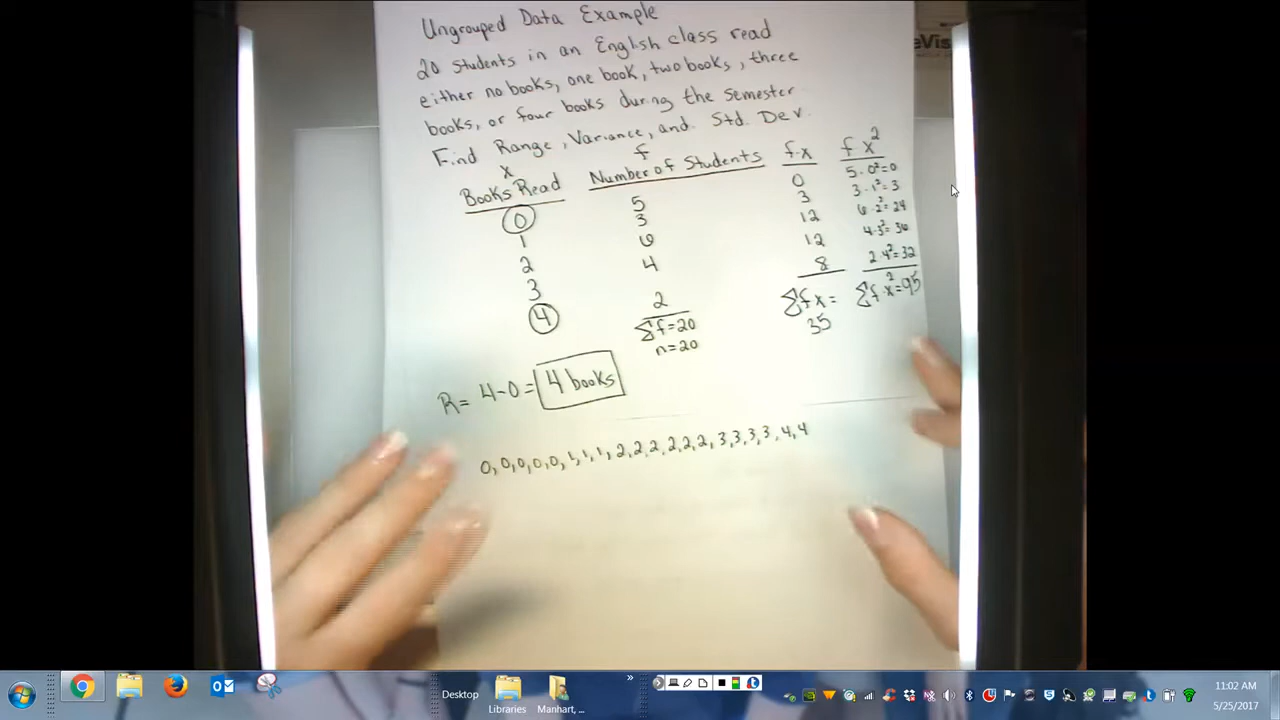 Ungrouped Data Example
20 students in an English class read
either no books, one book, two books, three
books, or four books during the semester
Find Range, Variance, and Std. Dev.
x f f·x f x²
Books Read Number of Students
0 5 0 5·0²=0
1 3 3 3·1²=3
2 6 12 6·2²=24
3 4 12 4·3²=36
4 2 8 2·4²=32
∑f=20 ∑fx= ∑f·x²=95
n=20 35
R= 4-0= 4 books
0,0,0,0,0,1,1,1,2,2,2,2,2,2,3,3,3,3,4,4
eVis
Desktop
Libraries
Manhart, ...
11:02 AM
5/25/2017